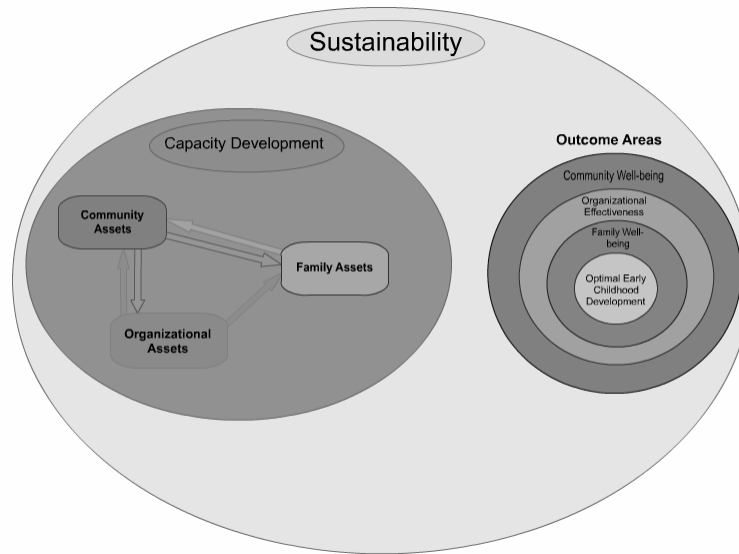 Sustainability
Capacity Development
Community
Assets
Family Assets
Organizational
Assets
Outcome Areas
Community Well-being
Organizational
Effectiveness
Family Well-
being
Optimal Early
Childhood
Development